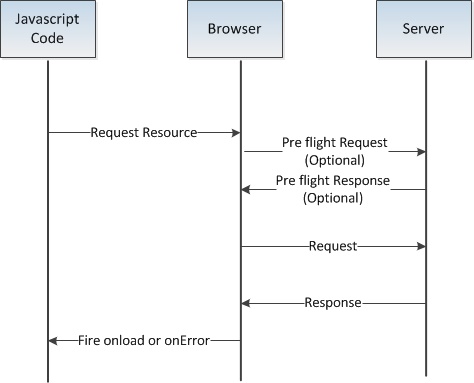 Javascript
Code
Browser
Server
Request Resource
Pre flight Request
(Optional)
Pre flight Response
(Optional)
Request
Response
Fire onload or onError